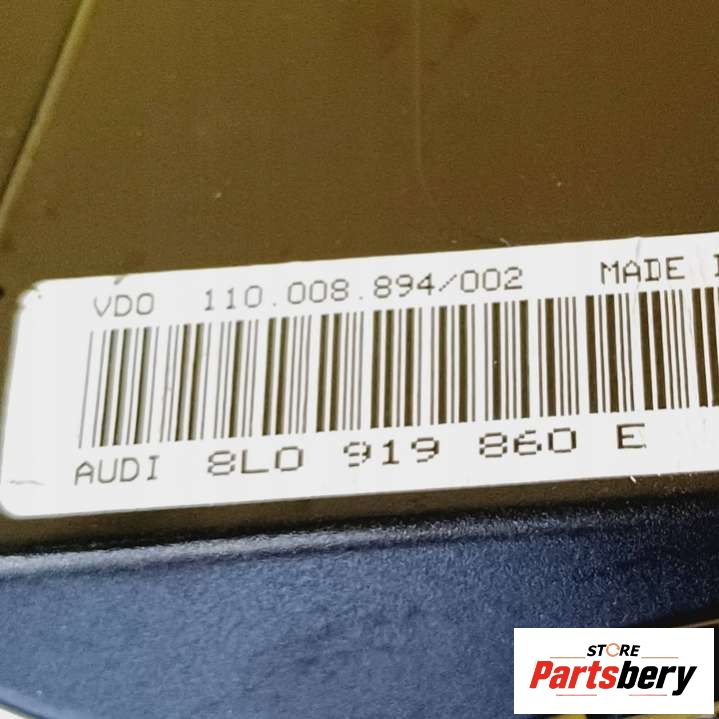 VDO 110.008.894/002 MADE
AUDI 8L0 919 860 E
STORE
Partsbery